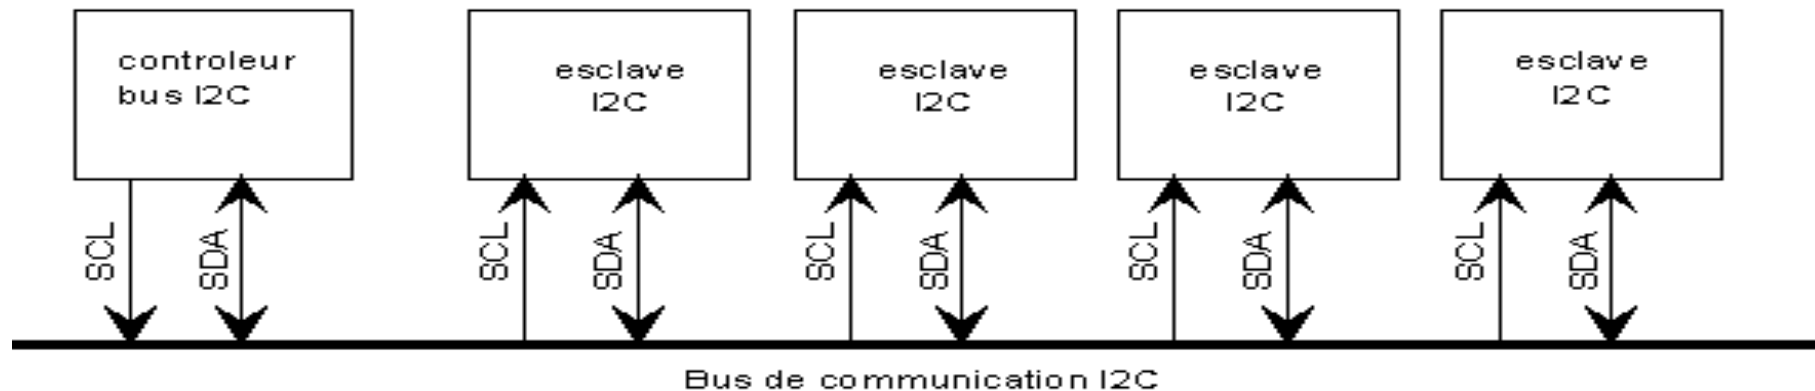 controleur
bus I2C
esclave
I2C
esclave
I2C
esclave
I2C
esclave
I2C
SCL
SDA
SCL
SDA
SCL
SDA
SCL
SDA
SCL
SDA
Bus de communication I2C